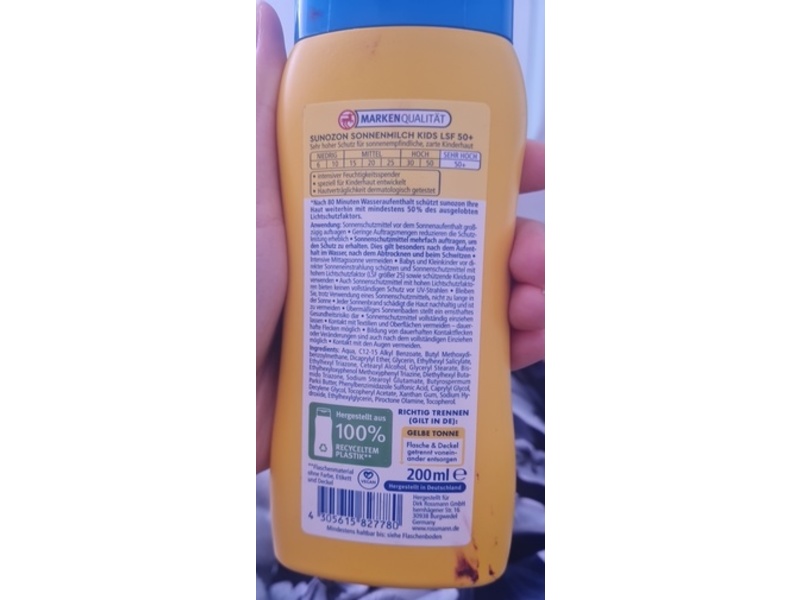 MARKENQUALITÄT
SUNOZON SONNENMILCH KIDS LSF 50+
Sehr hoher Schutz für sonnenempfindliche, zarte Kinderhaut
NIEDRIG MITTEL HOCH SEHR HOCH
6 10 15 20 25 30 50 50+
• intensiver Feuchtigkeitsspender
• speziell für Kinderhaut entwickelt
• Hautverträglichkeit dermatologisch getestet
*Nach 80 Minuten Wasseraufenthalt schützt sunozon Ihre
Haut weiterhin mit mindestens 50% des ausgelobten
Lichtschutzfaktors.
Anwendung: Sonnenschutzmittel vor dem Sonnenaufenthalt groß-
zügig auftragen • Geringe Auftragsmengen reduzieren die Schutz-
leistung erheblich • Sonnenschutzmittel mehrfach auftragen, um
den Schutz zu erhalten. Dies gilt besonders nach dem Aufent-
halt im Wasser, nach dem Abtrocknen und beim Schwitzen •
Intensive Mittagssonne vermeiden • Babys und Kleinkinder vor di-
rekter Sonneneinstrahlung schützen und Sonnenschutzmittel mit
hohem Lichtschutzfaktor (LSF größer 25) sowie schützende Kleidung
verwenden • Auch Sonnenschutzmittel mit hohen Lichtschutzfakto-
ren bieten keinen vollständigen Schutz vor UV-Strahlen • Bleiben
Sie, trotz Verwendung eines Sonnenschutzmittels, nicht zu lange in
der Sonne • Jeder Sonnenbrand schädigt die Haut nachhaltig und ist
zu vermeiden • Übermäßiges Sonnenbaden stellt ein ernsthaftes
Gesundheitsrisiko dar • Sonnenschutzmittel vollständig einziehen
lassen • Kontakt mit Textilien und Oberflächen vermeiden – dauer-
hafte Flecken möglich • Bildung von dauerhaften Kontaktflecken
oder Veränderungen sind auch nach dem vollständigen Einziehen
möglich • Kontakt mit den Augen vermeiden.
Ingredients: Aqua, C12-15 Alkyl Benzoate, Butyl Methoxydi-
benzoylmethane, Dicaprylyl Ether, Glycerin, Ethylhexyl Salicylate,
Ethylhexyl Triazone, Cetearyl Alcohol, Glyceryl Stearate, Bis-
Ethylhexyloxyphenol Methoxyphenyl Triazine, Diethylhexyl Buta-
mido Triazone, Sodium Stearoyl Glutamate, Butyrospermum
Parkii Butter, Phenylbenzimidazole Sulfonic Acid, Caprylyl Glycol,
Decylene Glycol, Tocopheryl Acetate, Xanthan Gum, Sodium Hy-
droxide, Ethylhexylglycerin, Piroctone Olamine, Tocopherol.
Hergestellt aus
100%
RECYCELTEM
PLASTIK**
RICHTIG TRENNEN
(GILT IN DE):
GELBE TONNE
Flasche & Deckel
getrennt vonein-
ander entsorgen
**Flaschenmaterial
ohne Farbe, Etikett
und Deckel
VEGAN
200 ml e
Hergestellt in Deutschland
4 305615 827780
Hergestellt für
Dirk Rossmann GmbH
Isernhägener Str. 16
30938 Burgwedel
Germany
www.rossmann.de
Mindestens haltbar bis: siehe Flaschenboden